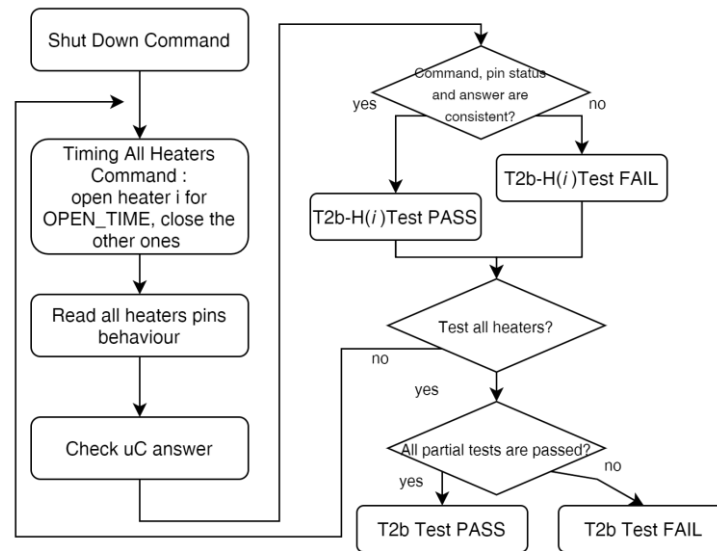 Shut Down Command
Timing All Heaters
Command :
open heater i for
OPEN_TIME, close the
other ones
Read all heaters pins
behaviour
Check uC answer
Command, pin status
and answer are
consistent?
yes
no
T2b-H(i)Test PASS
T2b-H(i)Test FAIL
Test all heaters?
no
yes
All partial tests are passed?
yes
no
T2b Test PASS
T2b Test FAIL